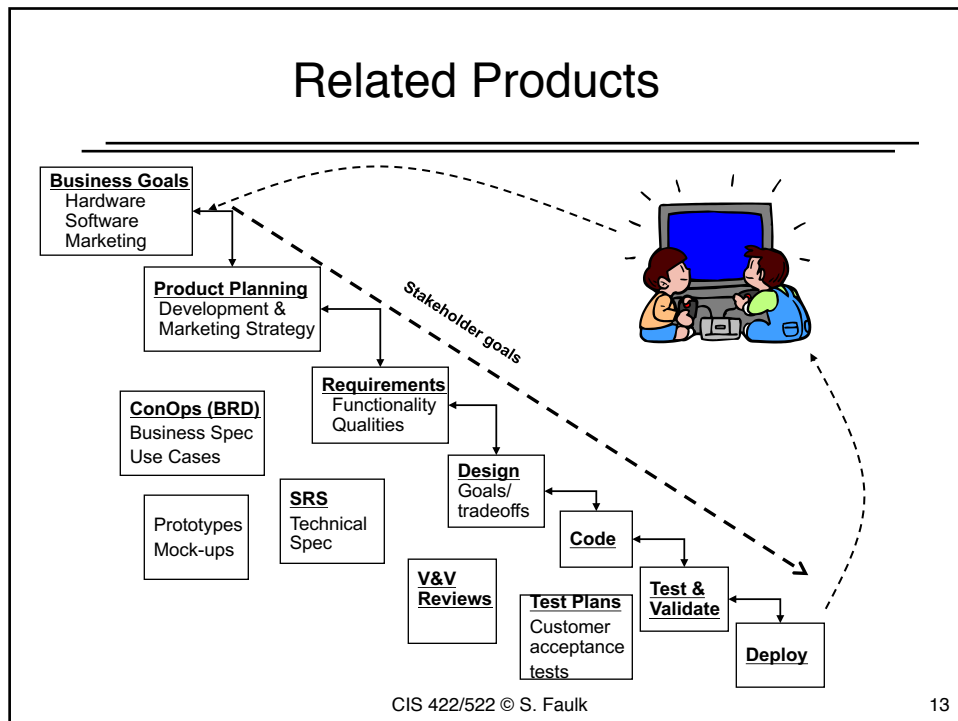 Related Products
Business Goals
Hardware
Software
Marketing
Product Planning
Development &
Marketing Strategy
Stakeholder goals
Requirements
Functionality
Qualities
ConOps (BRD)
Business Spec
Use Cases
Design
Goals/
tradeoffs
SRS
Technical
Spec
Prototypes
Mock-ups
Code
V&V
Reviews
Test &
Validate
Test Plans
Customer
acceptance
tests
Deploy
CIS 422/522 © S. Faulk
13